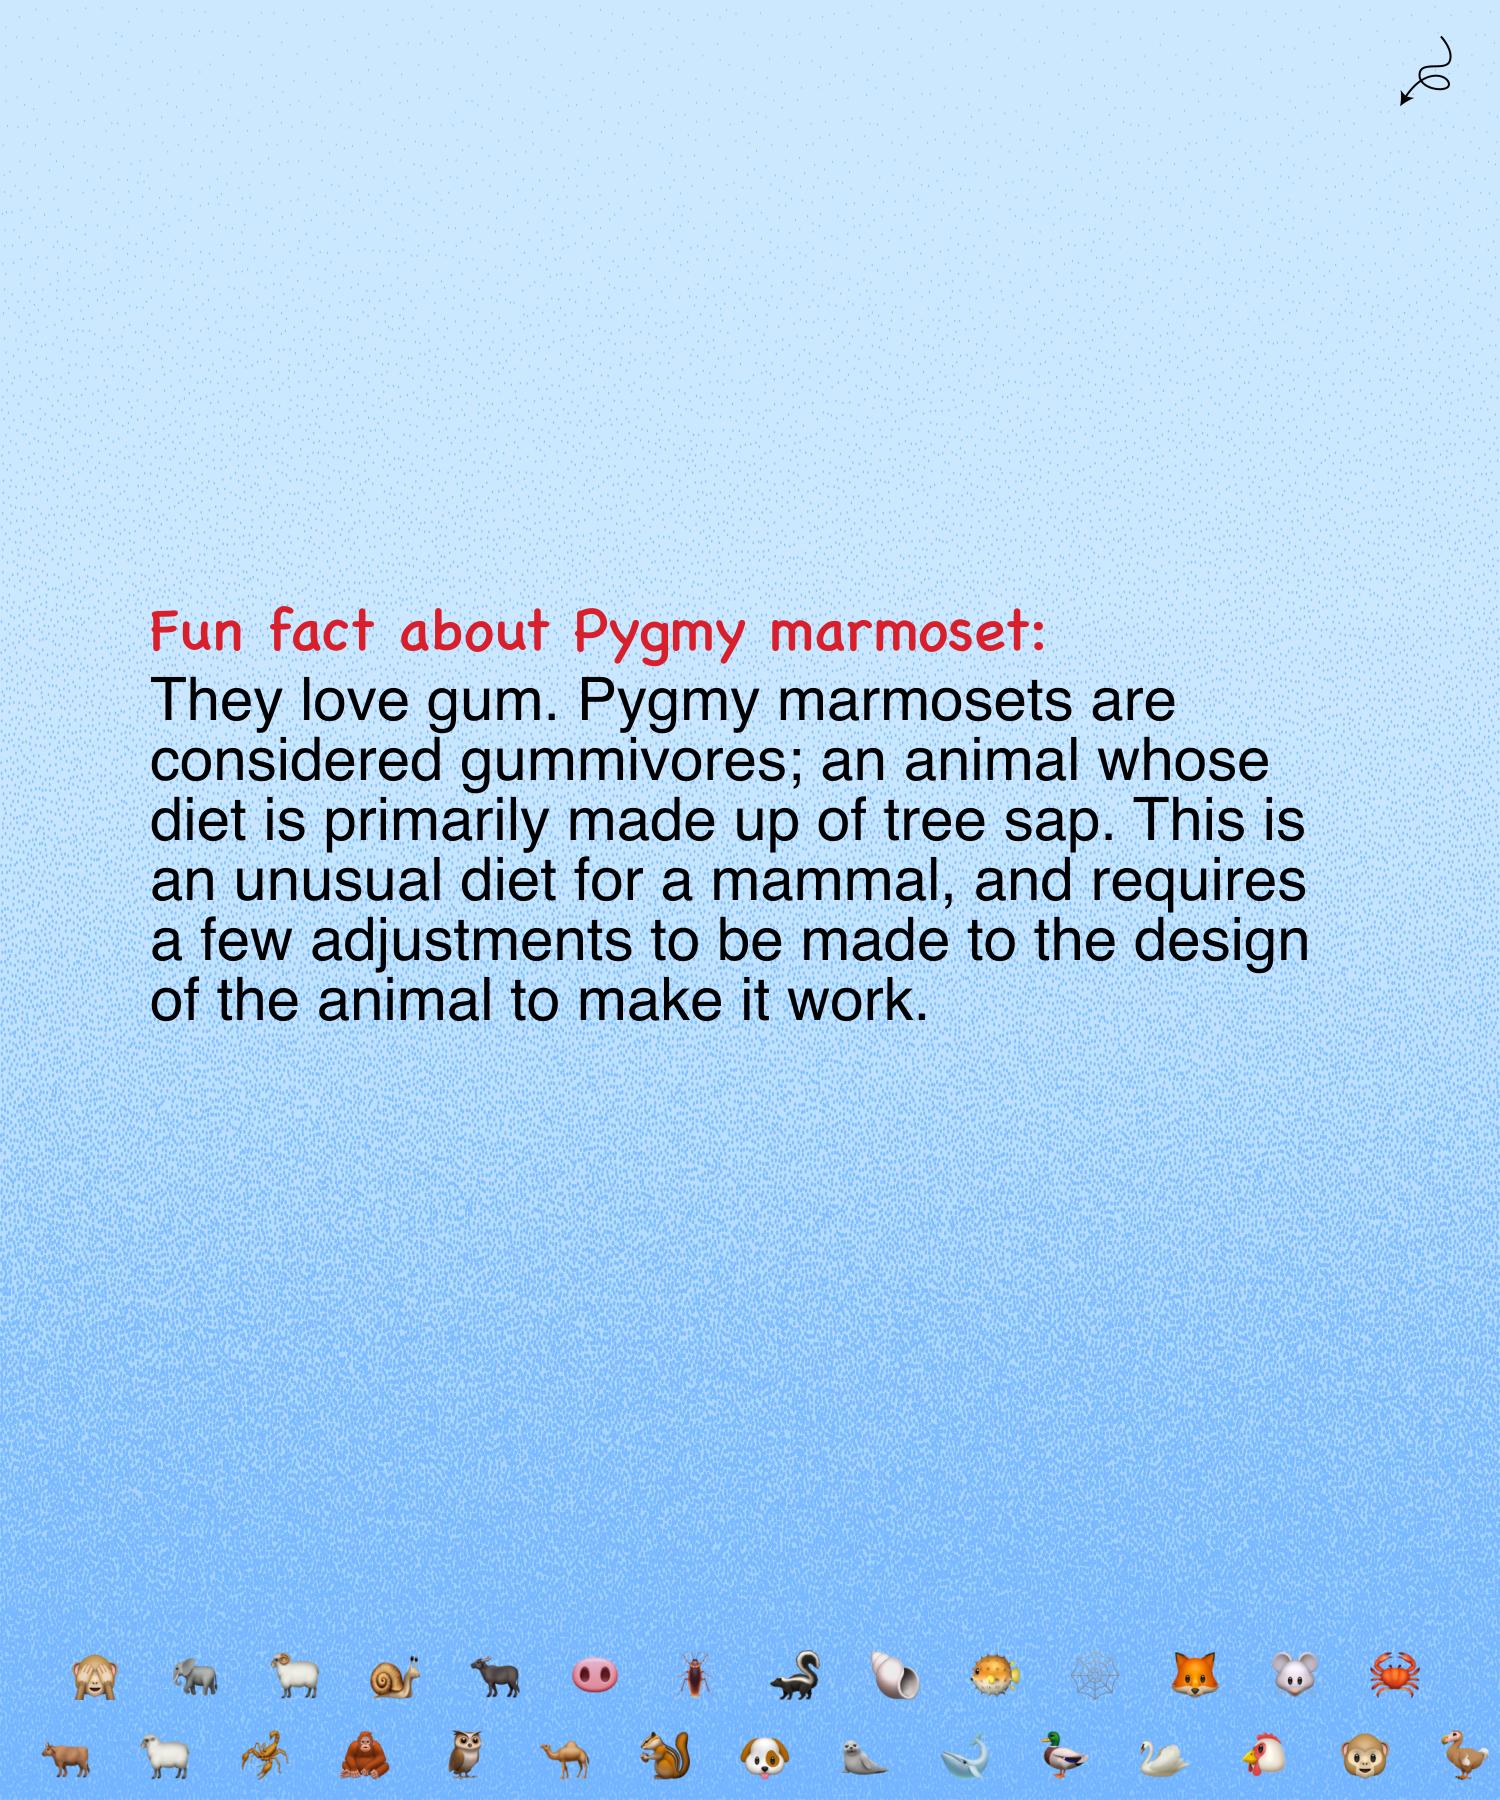 Fun fact about Pygmy marmoset:
They love gum. Pygmy marmosets are
considered gummivores; an animal whose
diet is primarily made up of tree sap. This is
an unusual diet for a mammal, and requires
a few adjustments to be made to the design
of the animal to make it work.